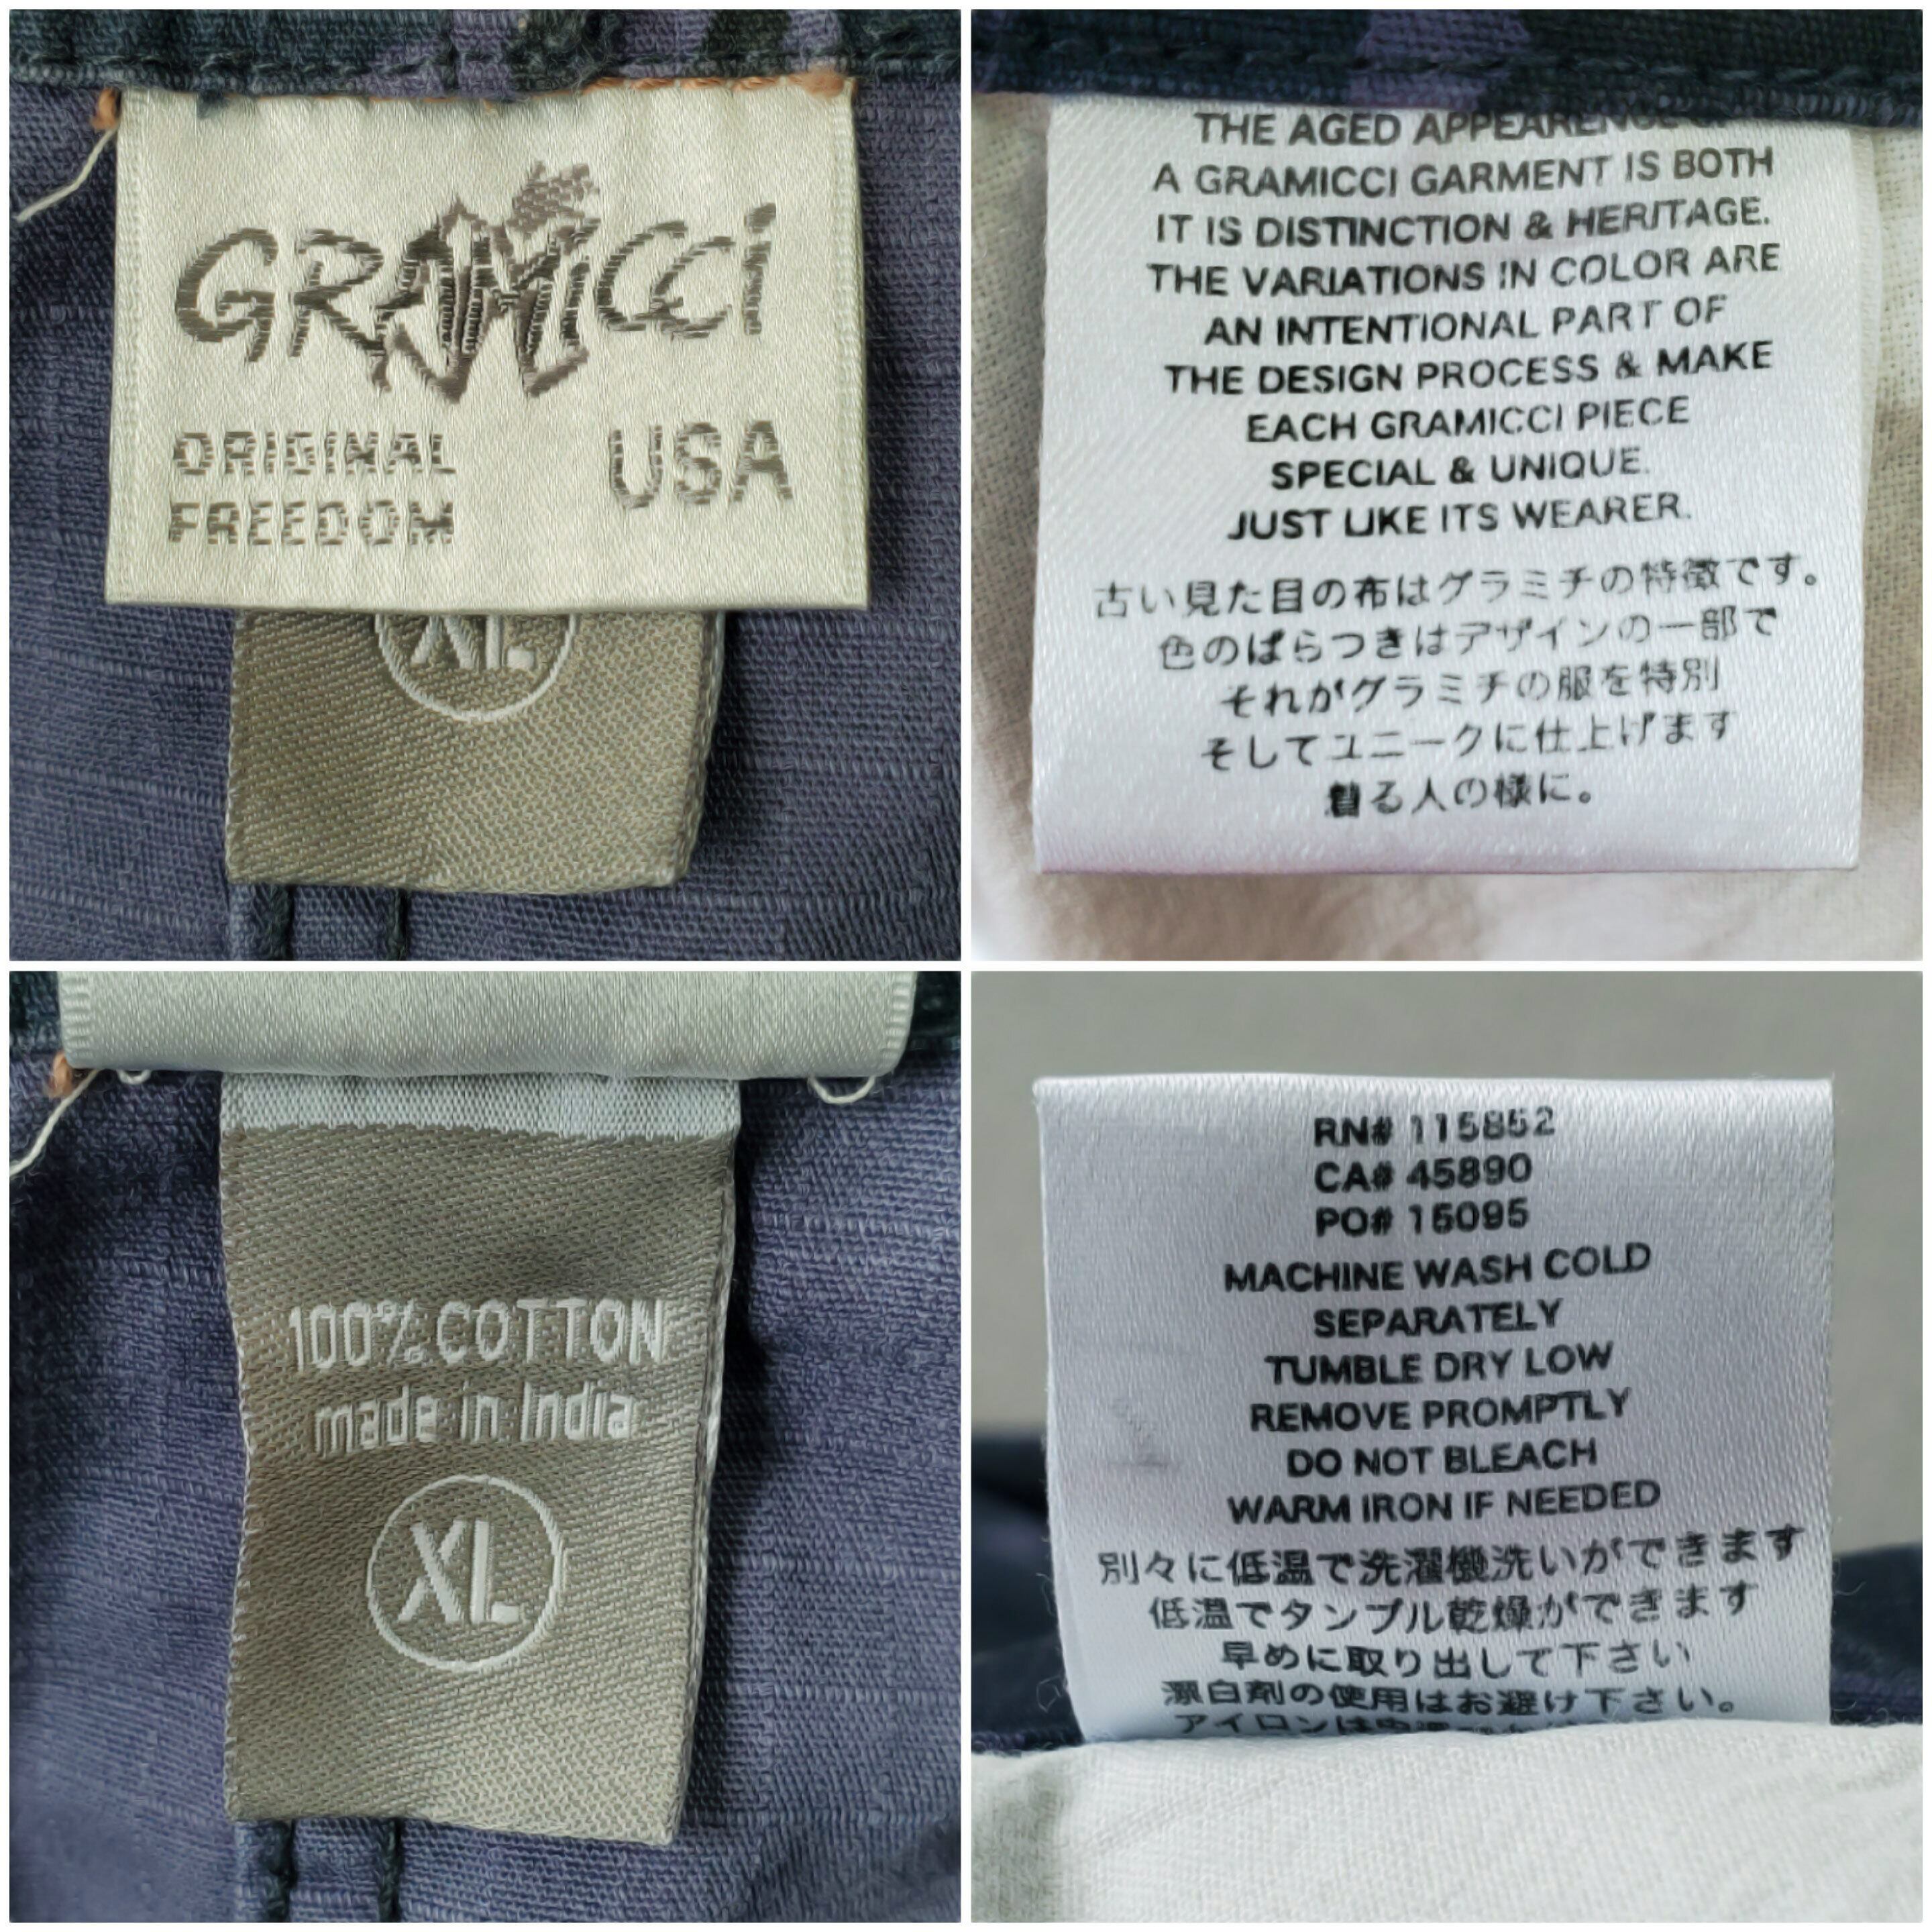 GRAMiCCi
ORIGINAL
FREEDOM
USA
XL
THE AGED APPEARENCE OF
A GRAMICCI GARMENT IS BOTH
IT IS DISTINCTION & HERITAGE.
THE VARIATIONS IN COLOR ARE
AN INTENTIONAL PART OF
THE DESIGN PROCESS & MAKE
EACH GRAMICCI PIECE
SPECIAL & UNIQUE.
JUST LIKE ITS WEARER.
古い見た目の布はグラミチの特徴です。
色のばらつきはデザインの一部で
それがグラミチの服を特別
そしてユニークに仕上げます
着る人の様に。
100% COTTON
made in India
XL
RN# 115852
CA# 45890
PO# 15095
MACHINE WASH COLD
SEPARATELY
TUMBLE DRY LOW
REMOVE PROMPTLY
DO NOT BLEACH
WARM IRON IF NEEDED
別々に低温で洗濯機洗いができます
低温でタンブル乾燥ができます
早めに取り出して下さい
漂白剤の使用はお避け下さい。
アイロンは